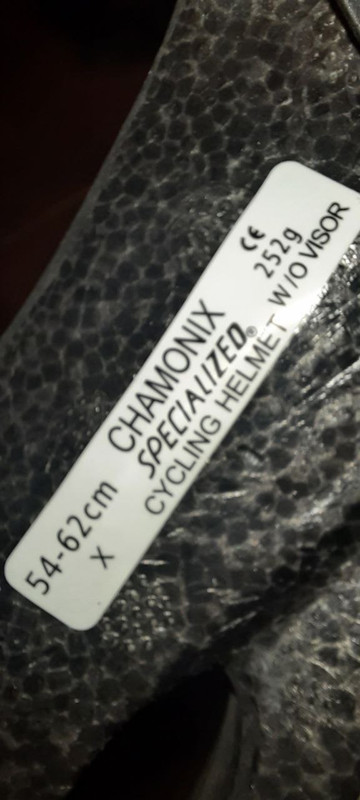 54-62cm
X
CHAMONIX
SPECIALIZED®
CYCLING HELMET W/O VISOR
CE
252g